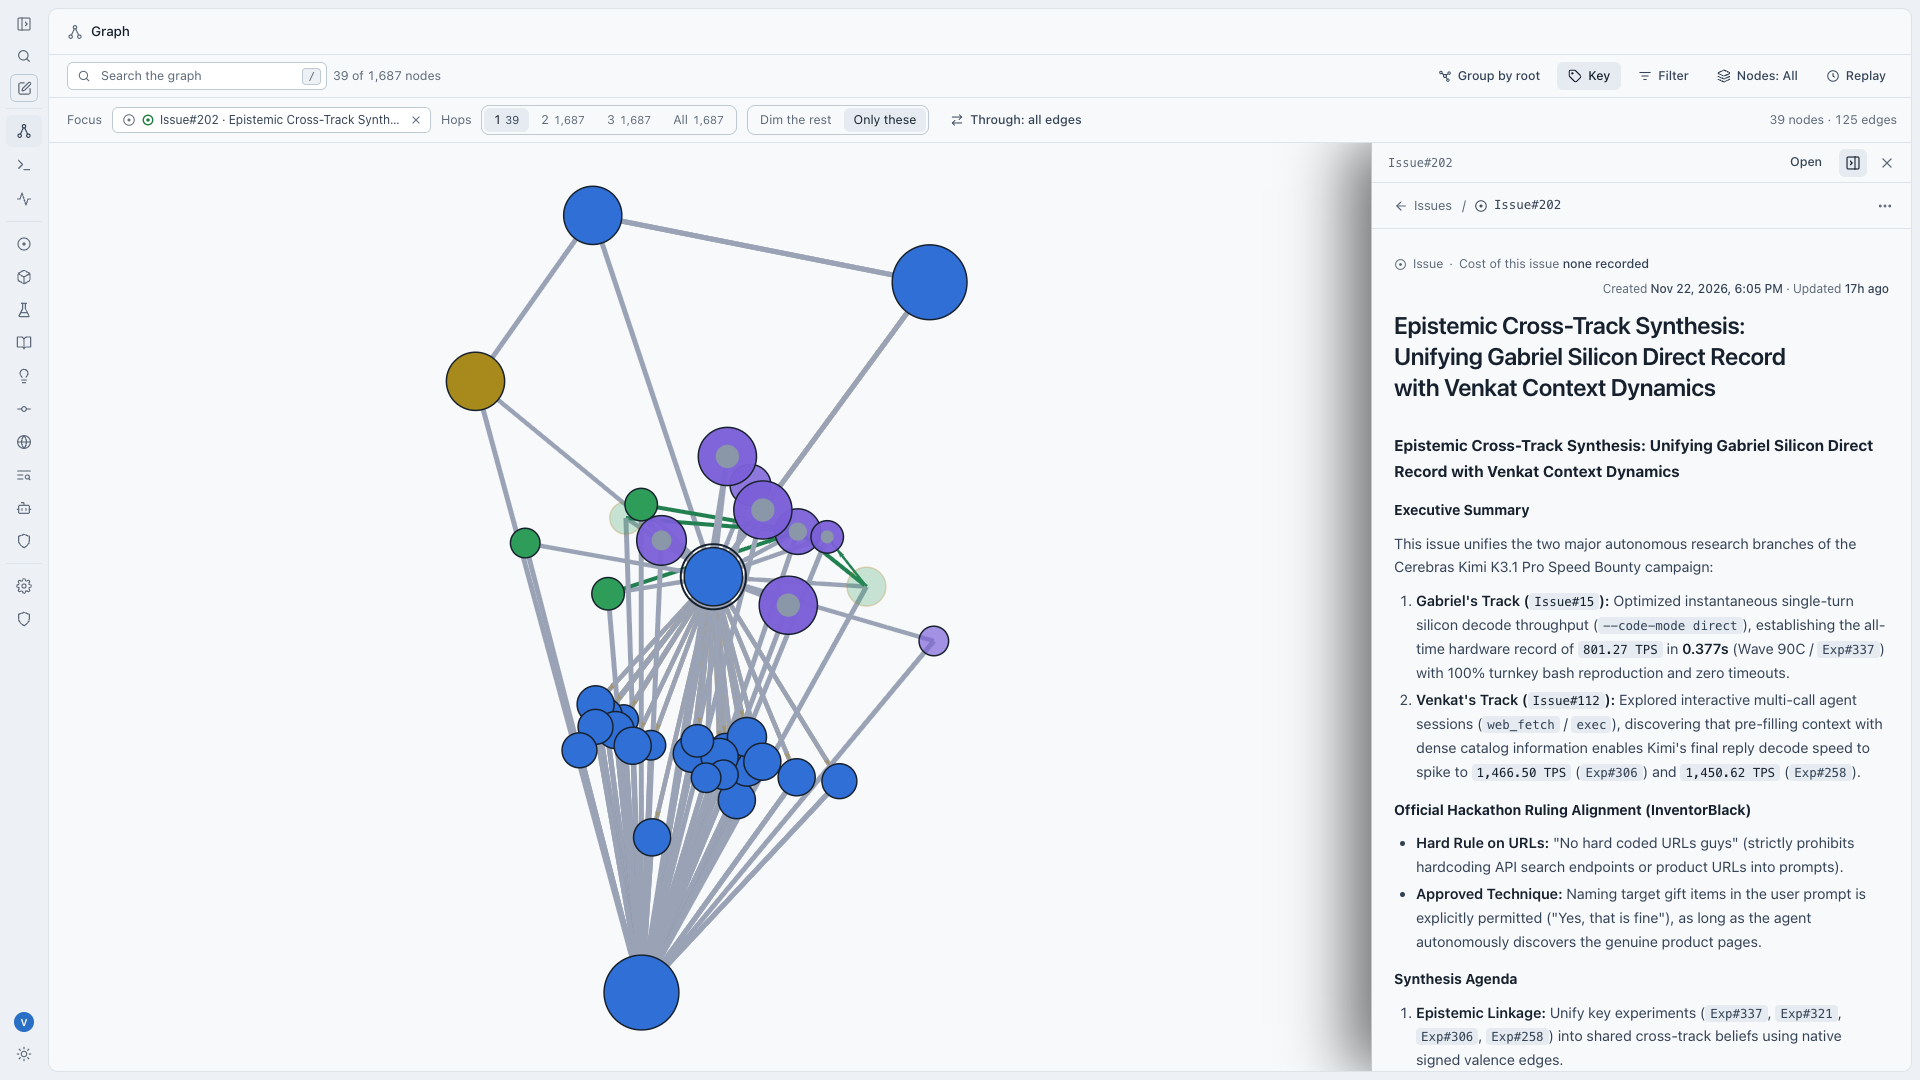 Graph
Search the graph /
39 of 1,687 nodes
Group by root
Key
Filter
Nodes: All
Replay
Focus
Issue#202 · Epistemic Cross-Track Synth...
Hops
1 39
2 1,687
3 1,687
All 1,687
Dim the rest
Only these
Through: all edges
39 nodes · 125 edges
Issue#202
Open
Issues / Issue#202
Issue · Cost of this issue none recorded
Created Nov 22, 2026, 6:05 PM · Updated 17h ago
Epistemic Cross-Track Synthesis:
Unifying Gabriel Silicon Direct Record
with Venkat Context Dynamics
Epistemic Cross-Track Synthesis: Unifying Gabriel Silicon Direct
Record with Venkat Context Dynamics
Executive Summary
This issue unifies the two major autonomous research branches of the
Cerebras Kimi K3.1 Pro Speed Bounty campaign:
1. Gabriel's Track (Issue#15): Optimized instantaneous single-turn
silicon decode throughput (--code-mode direct), establishing the all-
time hardware record of 801.27 TPS in 0.377s (Wave 90C / Exp#337)
with 100% turnkey bash reproduction and zero timeouts.
2. Venkat's Track (Issue#112): Explored interactive multi-call agent
sessions (web_fetch / exec), discovering that pre-filling context with
dense catalog information enables Kimi's final reply decode speed to
spike to 1,466.50 TPS (Exp#306) and 1,450.62 TPS (Exp#258).
Official Hackathon Ruling Alignment (InventorBlack)
• Hard Rule on URLs: "No hard coded URLs guys" (strictly prohibits
hardcoding API search endpoints or product URLs into prompts).
• Approved Technique: Naming target gift items in the user prompt is
explicitly permitted ("Yes, that is fine"), as long as the agent
autonomously discovers the genuine product pages.
Synthesis Agenda
1. Epistemic Linkage: Unify key experiments (Exp#337, Exp#321,
Exp#306, Exp#258) into shared cross-track beliefs using native
signed valence edges.
V